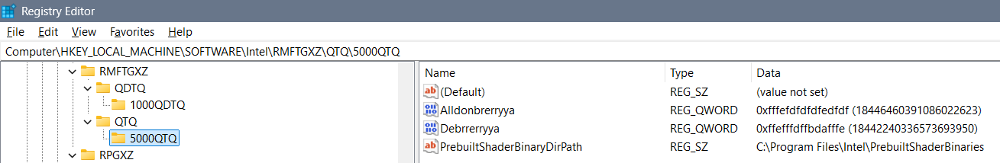 Registry Editor
File Edit View Favorites Help
Computer\HKEY_LOCAL_MACHINE\SOFTWARE\Intel\RMFTGXZ\QTQ\5000QTQ
RMFTGXZ
QDTQ
1000QDTQ
QTQ
5000QTQ
RPGXZ
Name Type Data
(Default) REG_SZ (value not set)
Alldonbrerryya REG_QWORD 0xfffefdfdfdfedfdf (18446460391086022623)
Debrrerryya REG_QWORD 0xffefffdffbdafffe (18442240336573693950)
PrebuiltShaderBinaryDirPath REG_SZ C:\Program Files\Intel\PrebuiltShaderBinaries